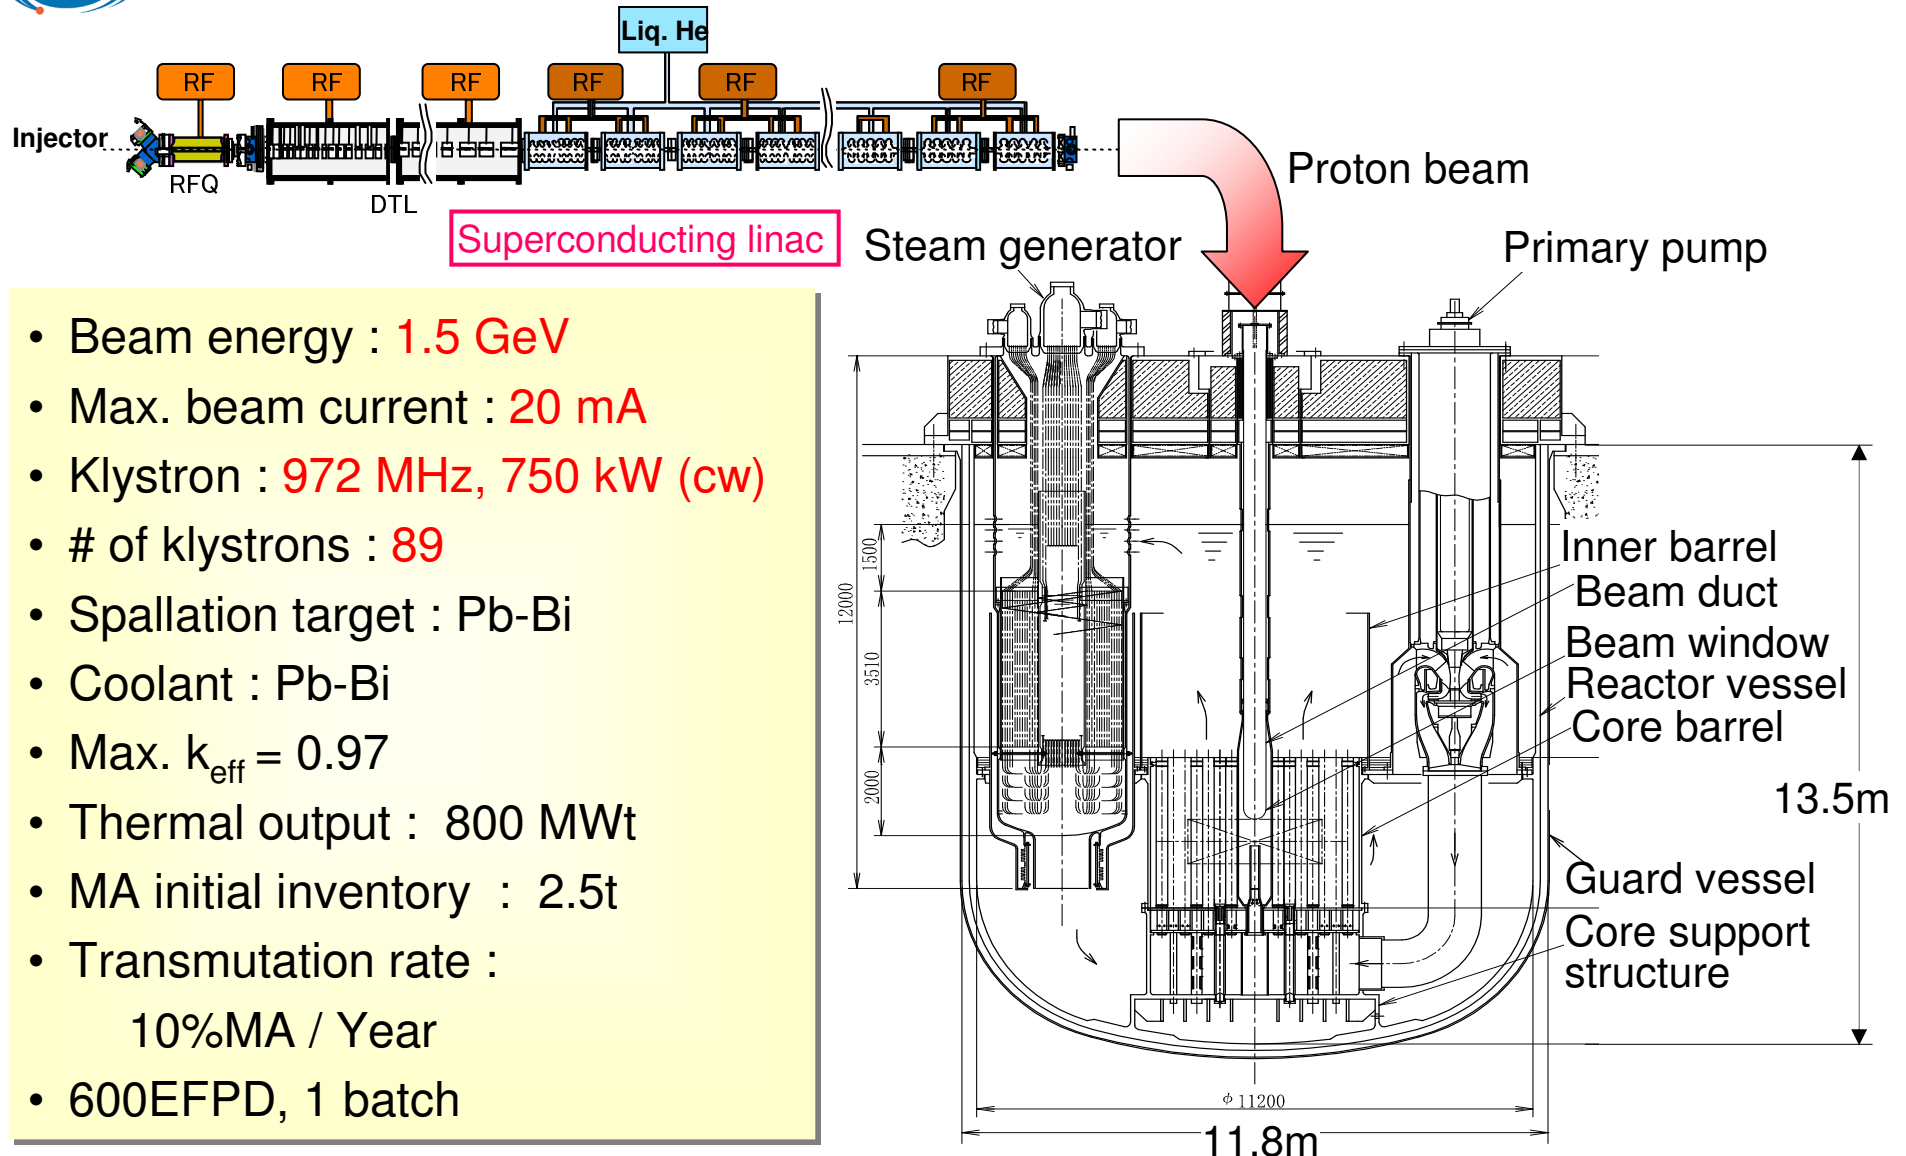 Liq. He
RF RF RF RF RF RF
Injector
RFQ
DTL
Superconducting linac
Proton beam
Steam generator
Primary pump
• Beam energy : 1.5 GeV
• Max. beam current : 20 mA
• Klystron : 972 MHz, 750 kW (cw)
• # of klystrons : 89
• Spallation target : Pb-Bi
• Coolant : Pb-Bi
• Max. keff = 0.97
• Thermal output : 800 MWt
• MA initial inventory : 2.5t
• Transmutation rate :
10%MA / Year
• 600EFPD, 1 batch
12000
1500
3510
2000
Inner barrel
Beam duct
Beam window
Reactor vessel
Core barrel
13.5m
Guard vessel
Core support
structure
φ11200
11.8m